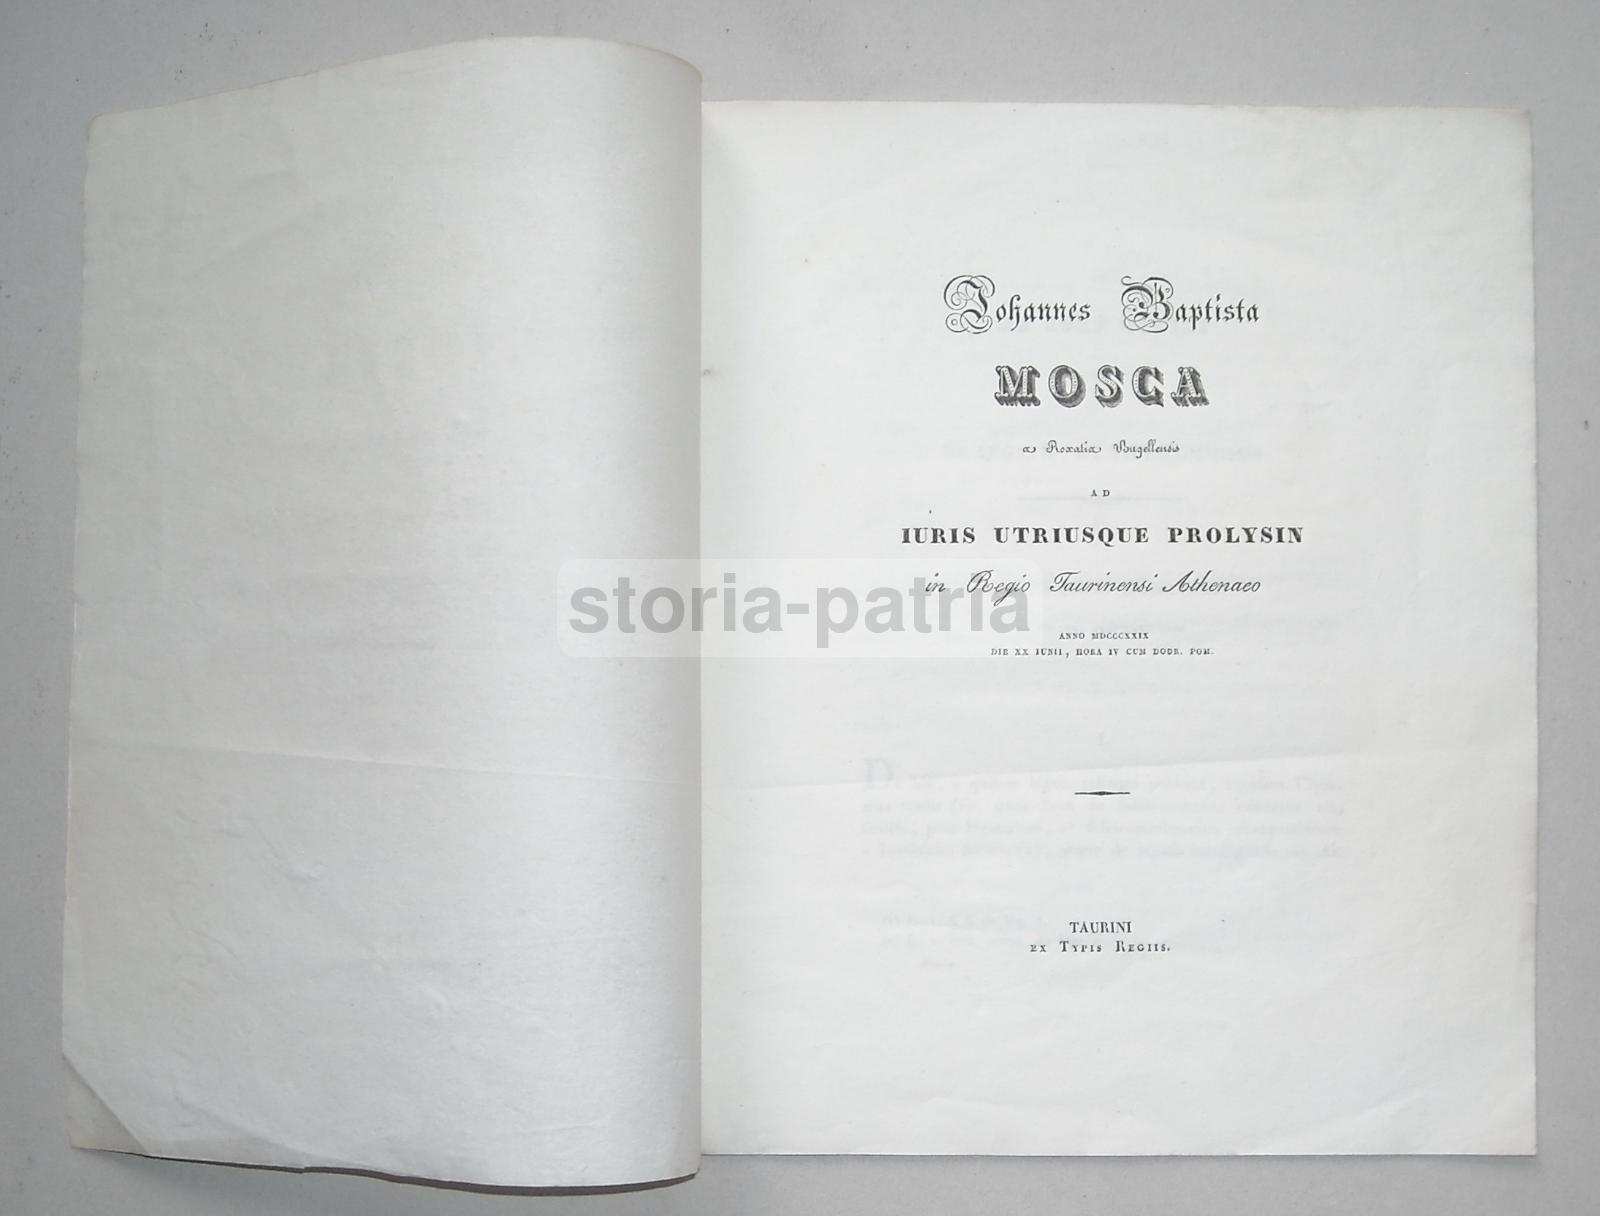 Johannes Baptista
MOSCA
a Roxatia Bugellensis
AD
IURIS UTRIUSQUE PROLYSIN
in Regio Taurinensi Athenaeo
storia-patria
ANNO MDCCCXXIX
DIE XX IUNII, HORA IV CUM DODR. POM.
TAURINI
EX TYPIS REGIIS.